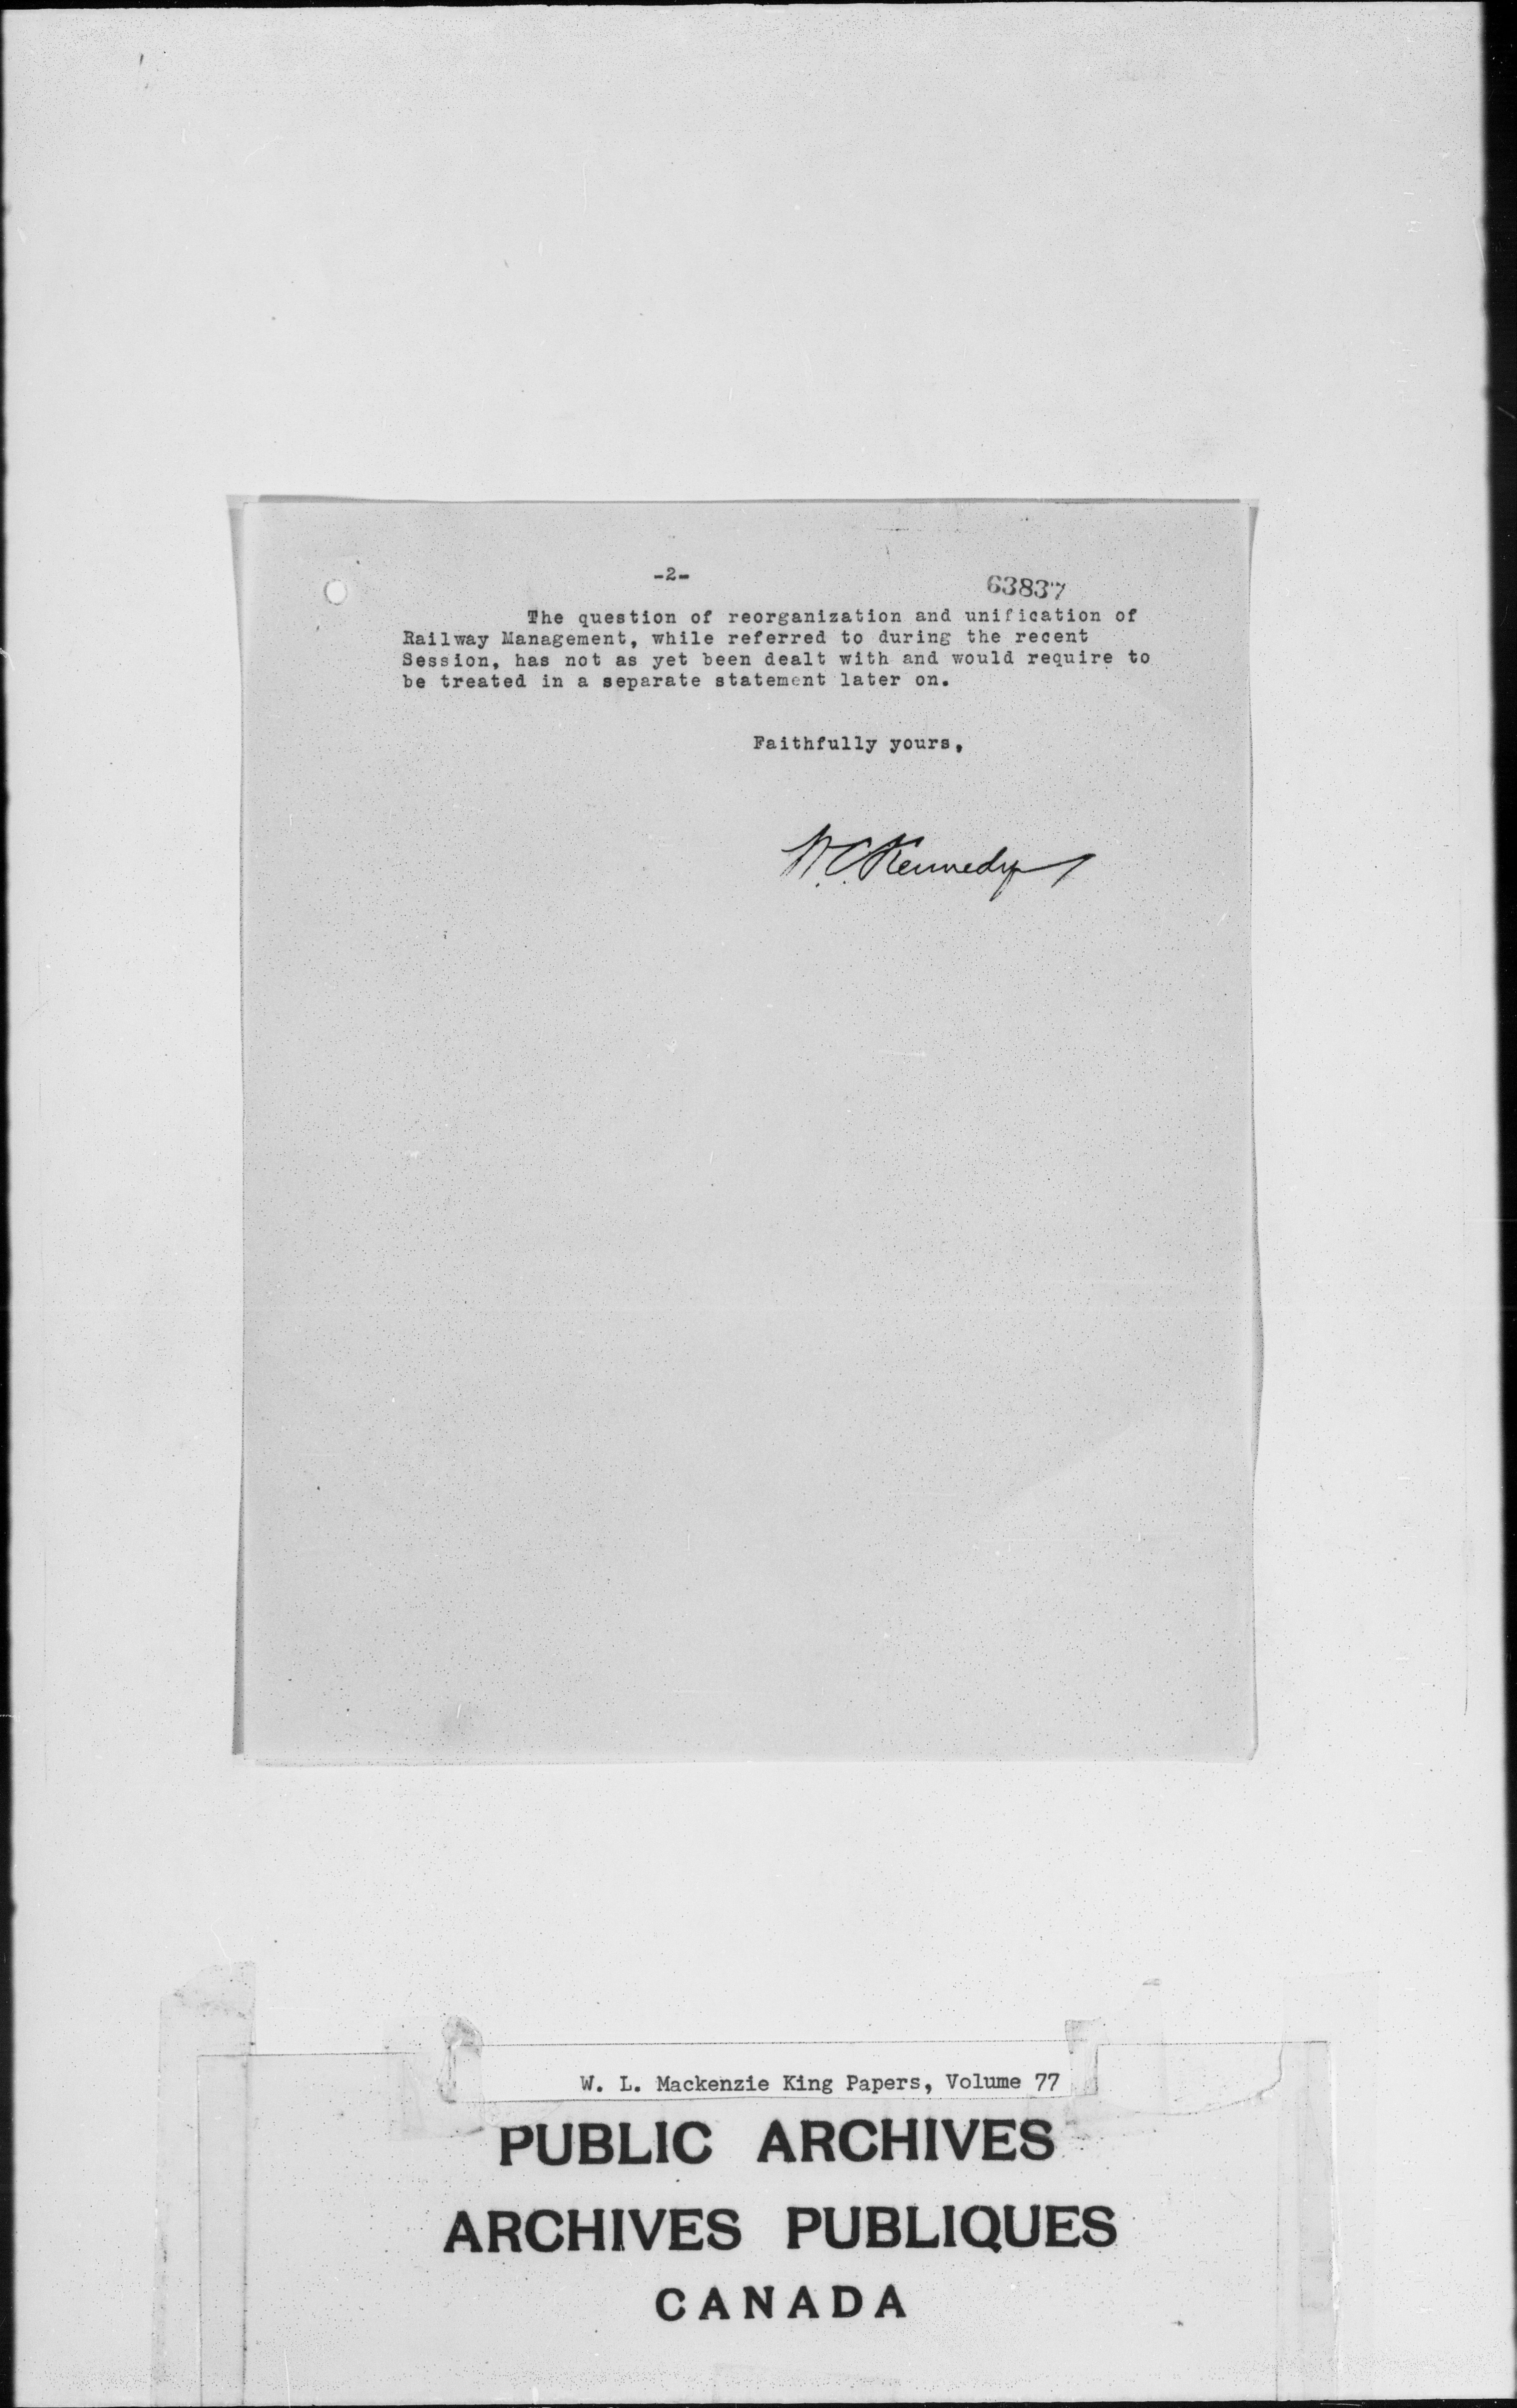 -2-
63837
The question of reorganization and unification of
Railway Management, while referred to during the recent
Session, has not as yet been dealt with and would require to
be treated in a separate statement later on.
Faithfully yours,
W.C. Kennedy
W. L. Mackenzie King Papers, Volume 77
PUBLIC ARCHIVES
ARCHIVES PUBLIQUES
CANADA